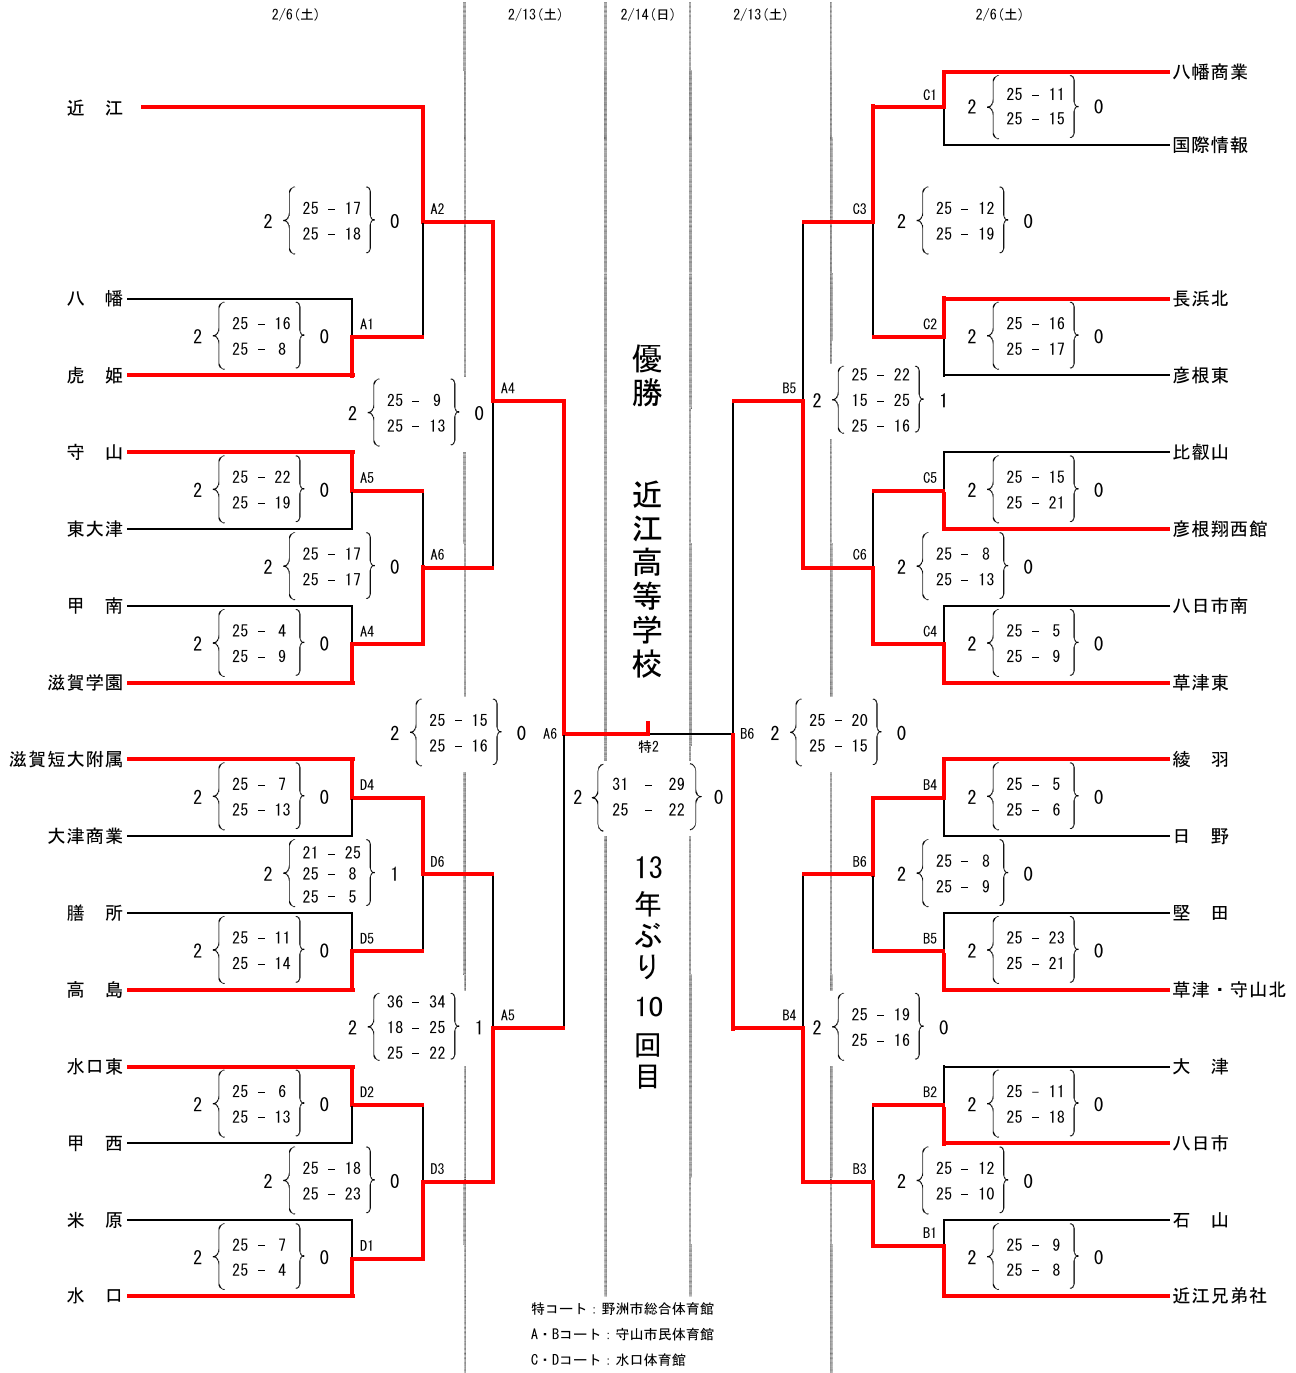 2/6(土) 2/13(土) 2/14(日) 2/13(土) 2/6(土)
近 江
A2
2 25 - 17 0
25 - 18
八 幡
A1
2 25 - 16 0
25 - 8
虎 姫
A4
2 25 - 9 0
25 - 13
守 山
A5
2 25 - 22 0
25 - 19
東大津
A6
2 25 - 17 0
25 - 17
甲 南
A4
2 25 - 4 0
25 - 9
滋賀学園
A6
2 25 - 15 0
25 - 16
滋賀短大附属
D4
2 25 - 7 0
25 - 13
大津商業
D6
21 - 25
2 25 - 8 1
25 - 5
膳 所
D5
2 25 - 11 0
25 - 14
高 島
A5
36 - 34
2 18 - 25 1
25 - 22
水口東
D2
2 25 - 6 0
25 - 13
甲 西
D3
2 25 - 18 0
25 - 23
米 原
D1
2 25 - 7 0
25 - 4
水 口
優勝 近江高等学校
特2
2 31 - 29 0
25 - 22
13年ぶり10回目
八幡商業
C1
2 25 - 11 0
25 - 15
国際情報
C3
2 25 - 12 0
25 - 19
長浜北
C2
2 25 - 16 0
25 - 17
彦根東
B5
25 - 22
2 15 - 25 1
25 - 16
比叡山
C5
2 25 - 15 0
25 - 21
彦根翔西館
C6
2 25 - 8 0
25 - 13
八日市南
C4
2 25 - 5 0
25 - 9
草津東
B6
2 25 - 20 0
25 - 15
綾 羽
B4
2 25 - 5 0
25 - 6
日 野
B6
2 25 - 8 0
25 - 9
堅 田
B5
2 25 - 23 0
25 - 21
草津・守山北
B4
2 25 - 19 0
25 - 16
大 津
B2
2 25 - 11 0
25 - 18
八日市
B3
2 25 - 12 0
25 - 10
石 山
B1
2 25 - 9 0
25 - 8
近江兄弟社
特コート：野洲市総合体育館
A・Bコート：守山市民体育館
C・Dコート：水口体育館